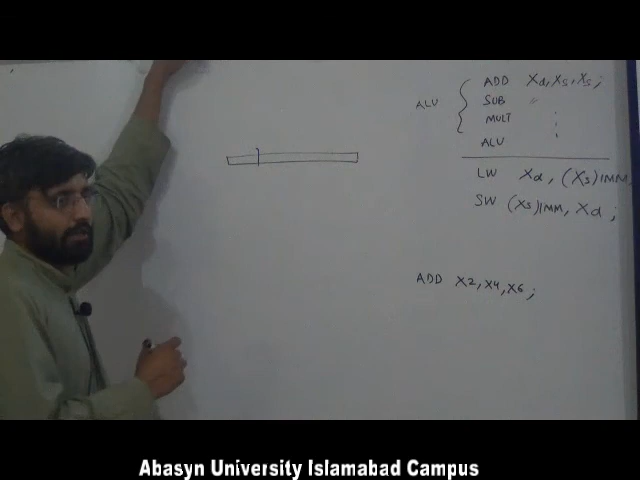 ADD Xd, Xs, Xs;
ALU SUB "
MULT ;
ALU ;
LW Xd, (Xs)IMM
SW (Xs)IMM, Xd;
ADD X2, X4, X6;
Abasyn University Islamabad Campus